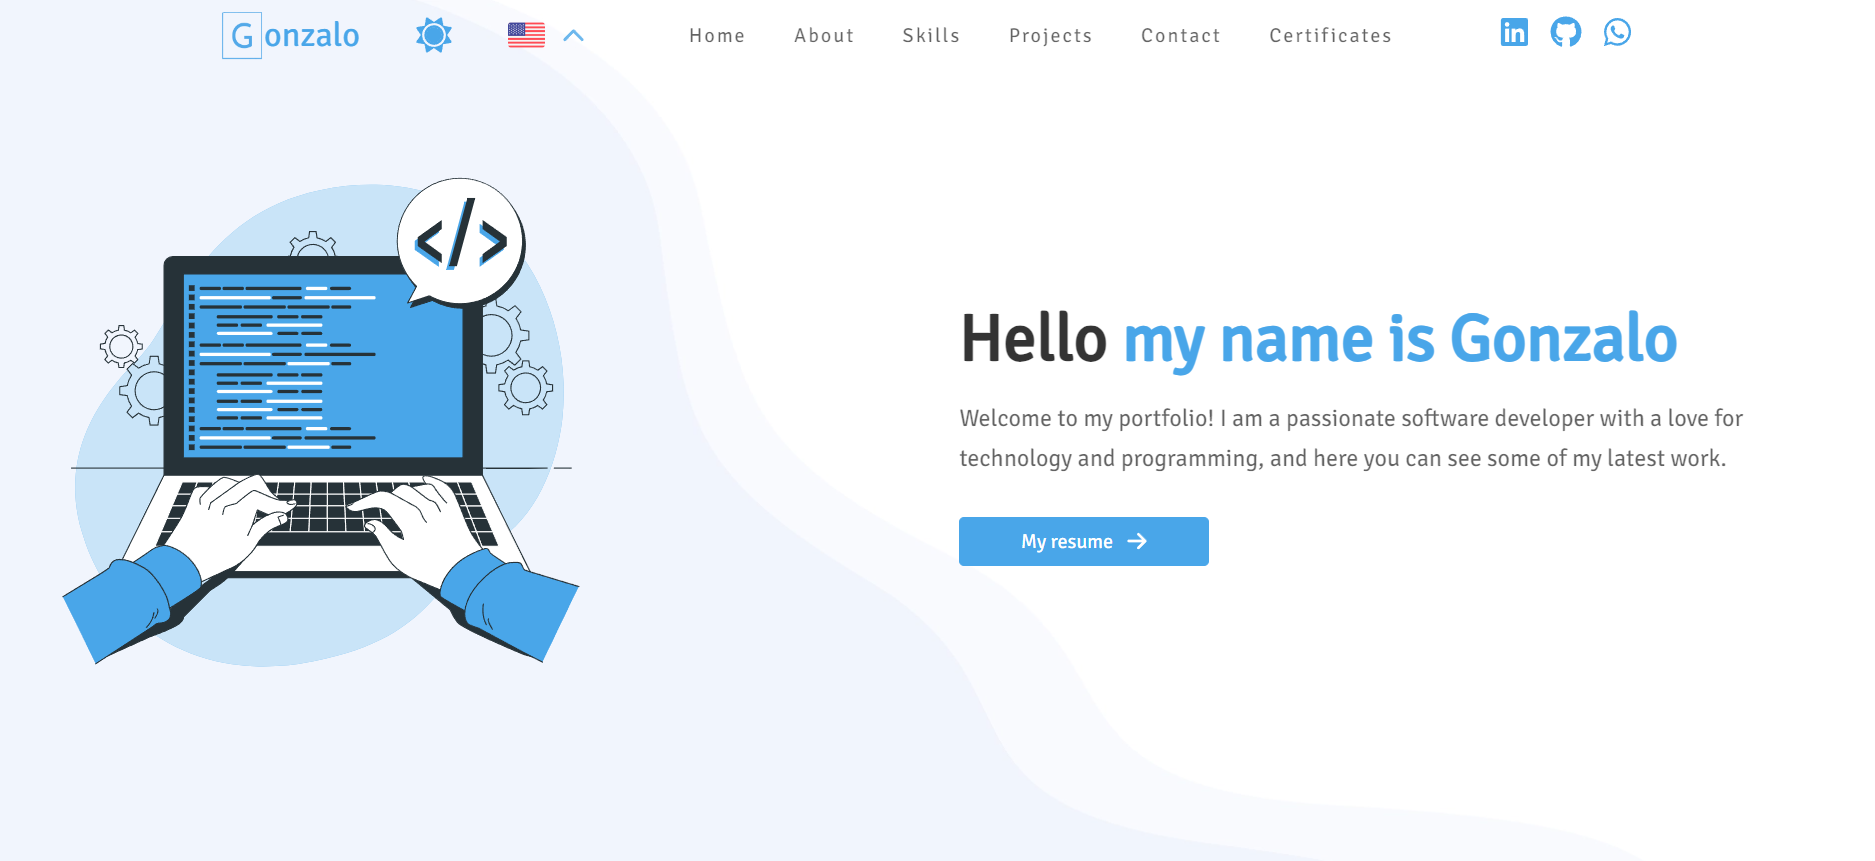 Gonzalo
Home About Skills Projects Contact Certificates
in
</>
Hello my name is Gonzalo
Welcome to my portfolio! I am a passionate software developer with a love for
technology and programming, and here you can see some of my latest work.
My resume →